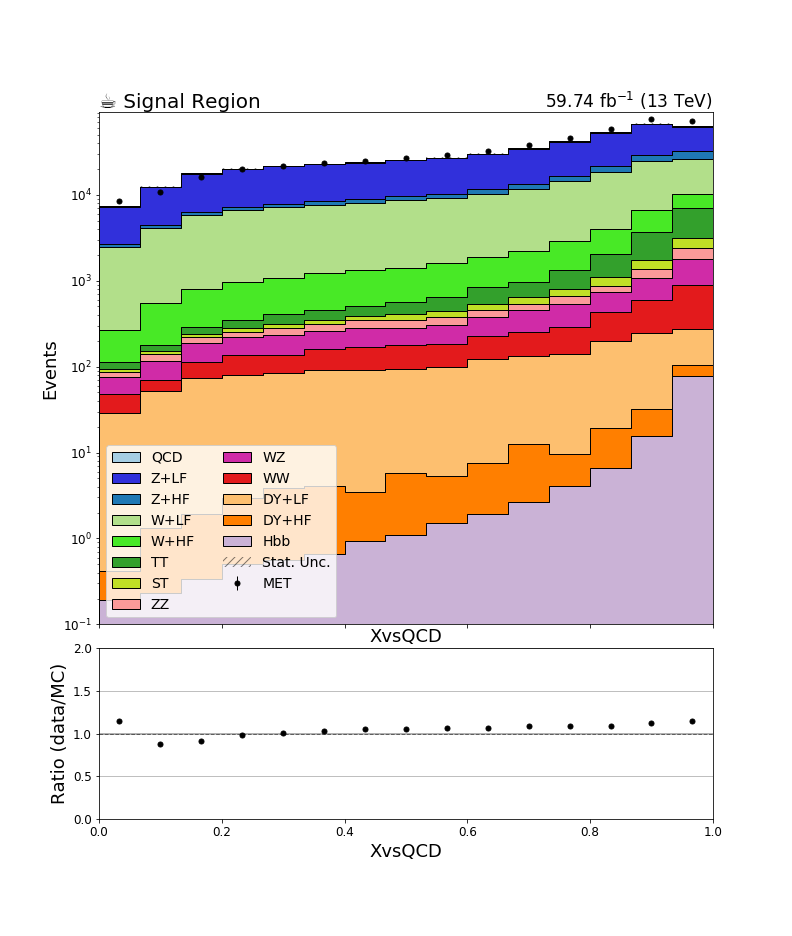 ☕ Signal Region
59.74 fb⁻¹ (13 TeV)
Events
10⁴
10³
10²
10¹
10⁰
10⁻¹
QCD
Z+LF
Z+HF
W+LF
W+HF
TT
ST
ZZ
WZ
WW
DY+LF
DY+HF
Hbb
Stat. Unc.
MET
XvsQCD
Ratio (data/MC)
2.0
1.5
1.0
0.5
0.0
0.0 0.2 0.4 0.6 0.8 1.0
XvsQCD